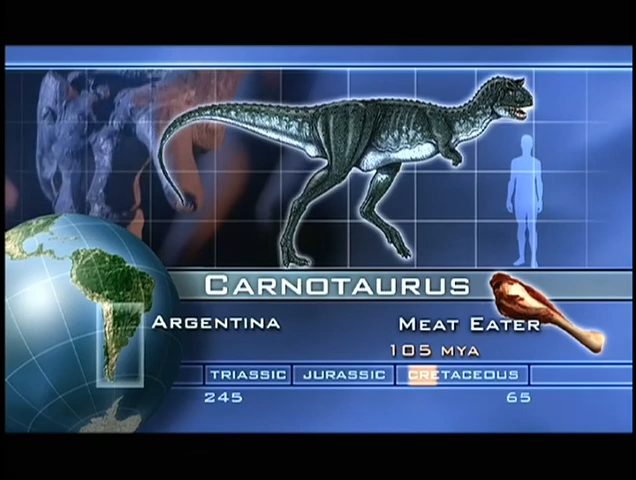 CARNOTAURUS
ARGENTINA
MEAT EATER
105 MYA
TRIASSIC JURASSIC CRETACEOUS
245 65